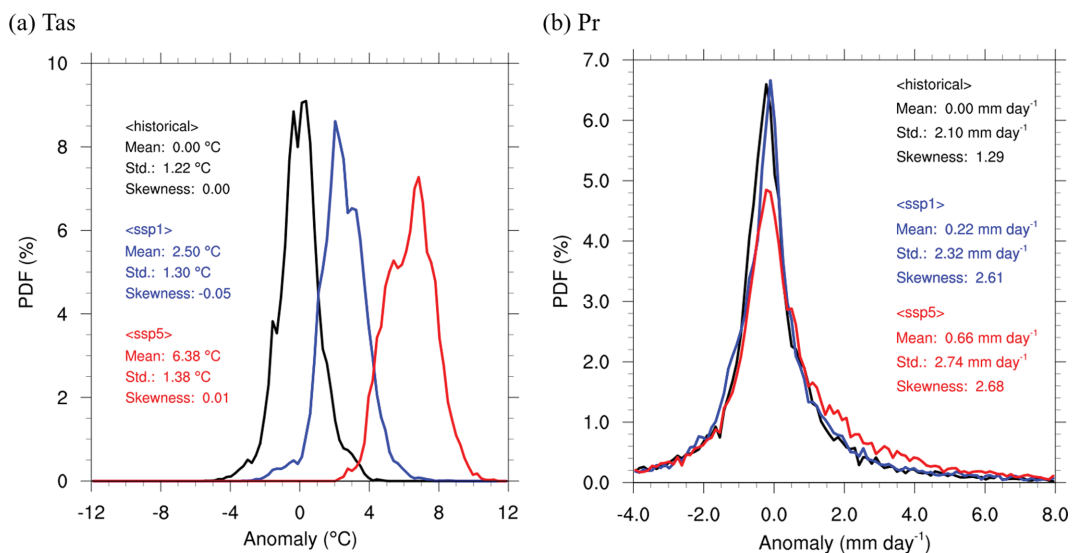 (a) Tas
10
8
6
4
2
0
PDF (%)
<historical>
Mean: 0.00 °C
Std.: 1.22 °C
Skewness: 0.00
<ssp1>
Mean: 2.50 °C
Std.: 1.30 °C
Skewness: -0.05
<ssp5>
Mean: 6.38 °C
Std.: 1.38 °C
Skewness: 0.01
-12 -8 -4 0 4 8 12
Anomaly (°C)
(b) Pr
7.0
6.0
5.0
4.0
3.0
2.0
1.0
0.0
PDF (%)
<historical>
Mean: 0.00 mm day⁻¹
Std.: 2.10 mm day⁻¹
Skewness: 1.29
<ssp1>
Mean: 0.22 mm day⁻¹
Std.: 2.32 mm day⁻¹
Skewness: 2.61
<ssp5>
Mean: 0.66 mm day⁻¹
Std.: 2.74 mm day⁻¹
Skewness: 2.68
-4.0 -2.0 0.0 2.0 4.0 6.0 8.0
Anomaly (mm day⁻¹)